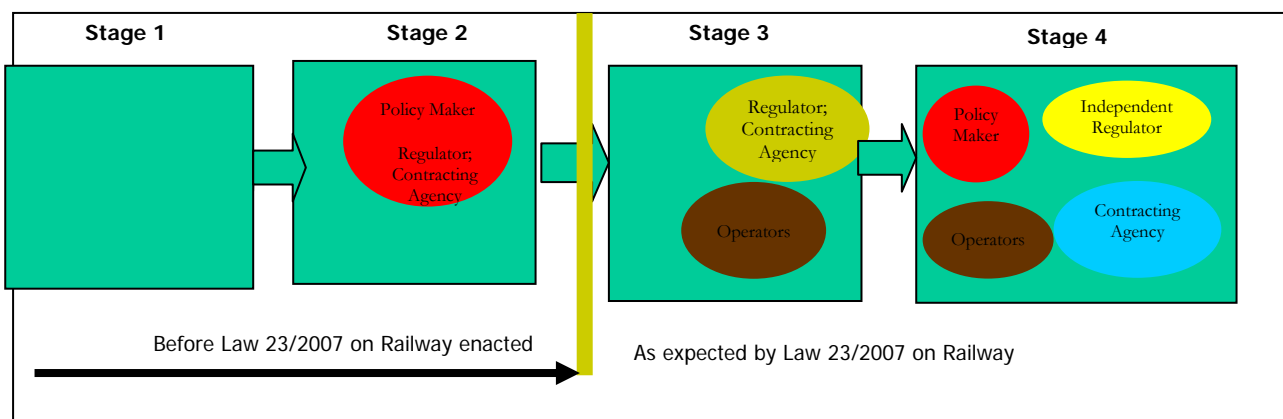 Stage 1
Stage 2
Stage 3
Stage 4
Policy Maker
Regulator;
Contracting
Agency
Regulator;
Contracting
Agency
Operators
Policy
Maker
Independent
Regulator
Operators
Contracting
Agency
Before Law 23/2007 on Railway enacted
As expected by Law 23/2007 on Railway